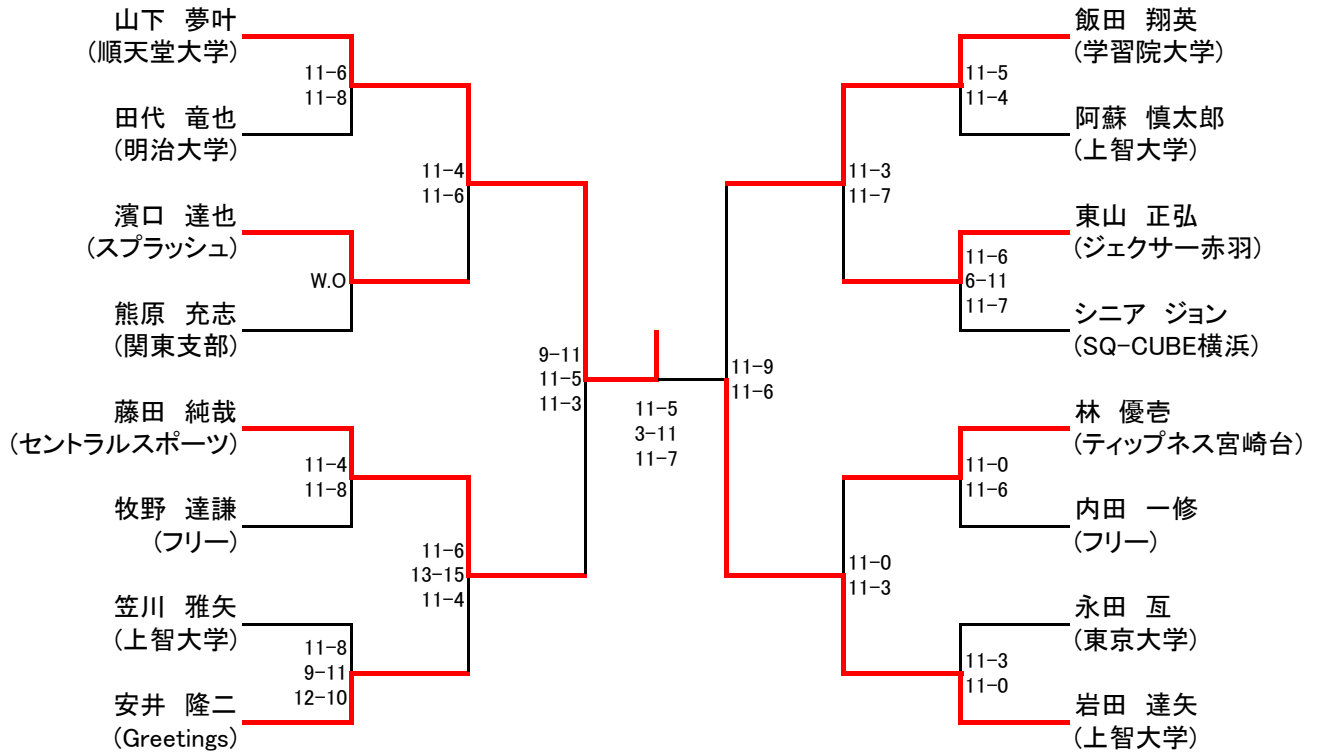 山下 夢叶
(順天堂大学)
11-6
11-8
田代 竜也
(明治大学)
11-4
11-6
濱口 達也
(スプラッシュ)
W.O
熊原 充志
(関東支部)
9-11
11-5
11-3
藤田 純哉
(セントラルスポーツ)
11-4
11-8
牧野 達謙
(フリー)
11-6
13-15
11-4
笠川 雅矢
(上智大学)
11-8
9-11
12-10
安井 隆二
(Greetings)
11-5
3-11
11-7
飯田 翔英
(学習院大学)
11-5
11-4
阿蘇 慎太郎
(上智大学)
11-3
11-7
東山 正弘
(ジェクサー赤羽)
11-6
6-11
11-7
シニア ジョン
(SQ-CUBE横浜)
11-9
11-6
林 優壱
(ティップネス宮崎台)
11-0
11-6
内田 一修
(フリー)
11-0
11-3
永田 亙
(東京大学)
11-3
11-0
岩田 達矢
(上智大学)